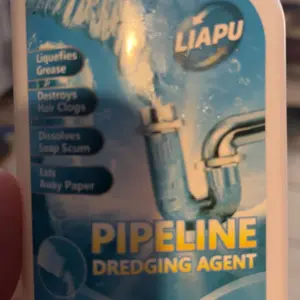 LIAPU
Liquefies
Grease
Destroys
Hair Clogs
Dissolves
Soap Scum
Eats
Away Paper
PIPELINE
DREDGING AGENT